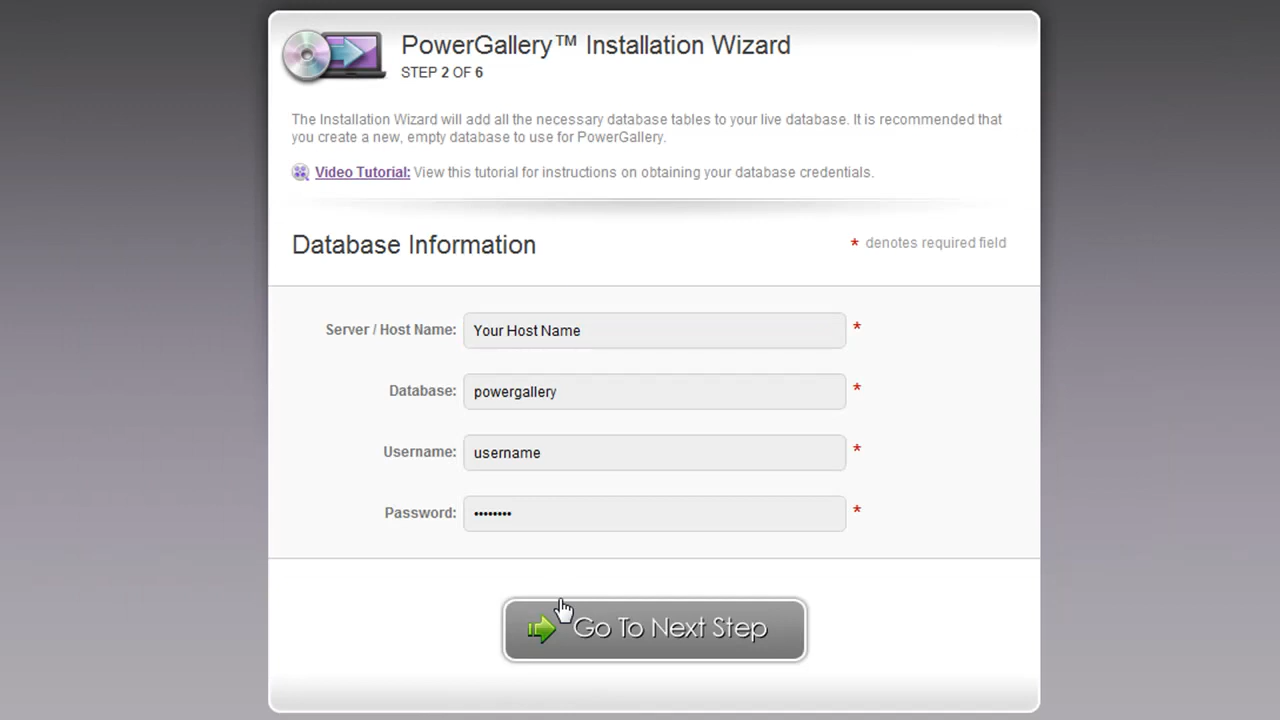 PowerGallery™ Installation Wizard
STEP 2 OF 6
The Installation Wizard will add all the necessary database tables to your live database. It is recommended that
you create a new, empty database to use for PowerGallery.
Video Tutorial: View this tutorial for instructions on obtaining your database credentials.
Database Information
* denotes required field
Server / Host Name: Your Host Name *
Database: powergallery *
Username: username *
Password: •••••••• *
Go To Next Step